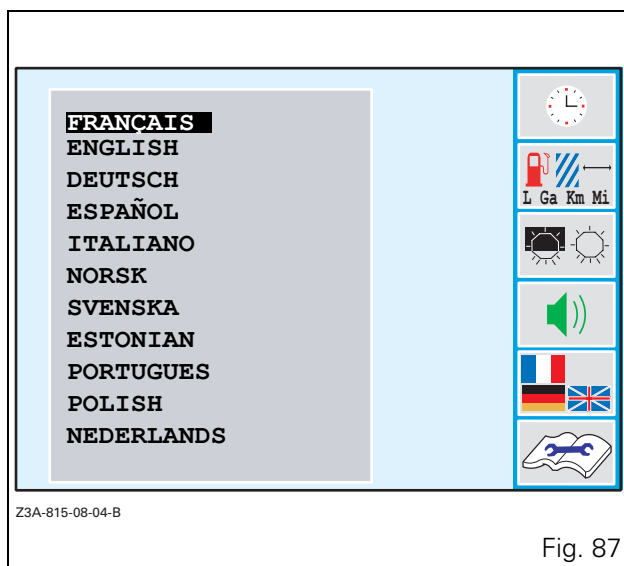 FRANÇAIS
ENGLISH
DEUTSCH
ESPAÑOL
ITALIANO
NORSK
SVENSKA
ESTONIAN
PORTUGUES
POLISH
NEDERLANDS
L Ga Km Mi
Z3A-815-08-04-B
Fig. 87